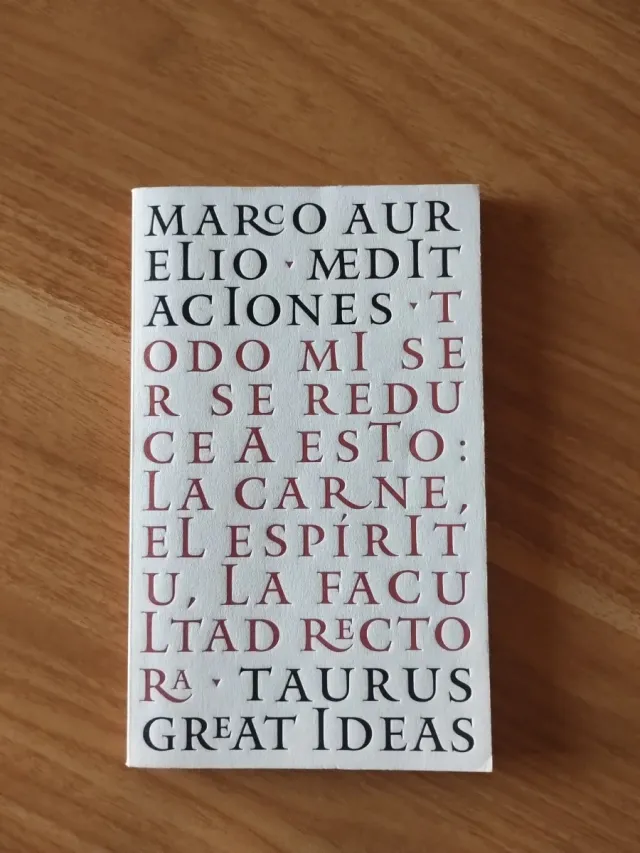 MARCO AUR
ELIO · MEDIT
ACIONES · T
ODO MI SE
R SE REDU
CE A ESTO:
LA CARNE,
EL ESPÍRIT
U, LA FACU
LTAD RECTO
RA · TAURUS
GREAT IDEAS